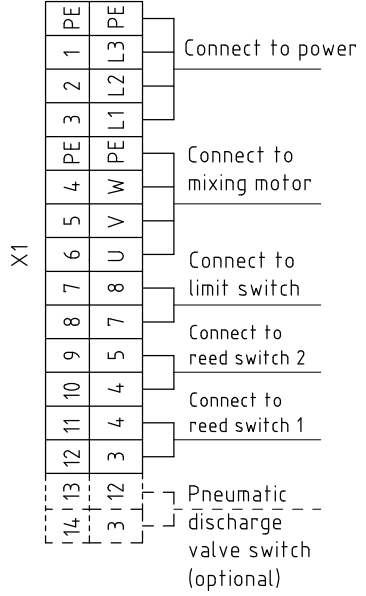 X1
PE PE
1 L3
2 L2
3 L1
Connect to power
PE PE
4 W
5 V
6 U
Connect to
mixing motor
7 8
8 7
Connect to
limit switch
9 5
10 4
Connect to
reed switch 2
11 4
12 3
Connect to
reed switch 1
13 12
14 3
Pneumatic
discharge
valve switch
(optional)